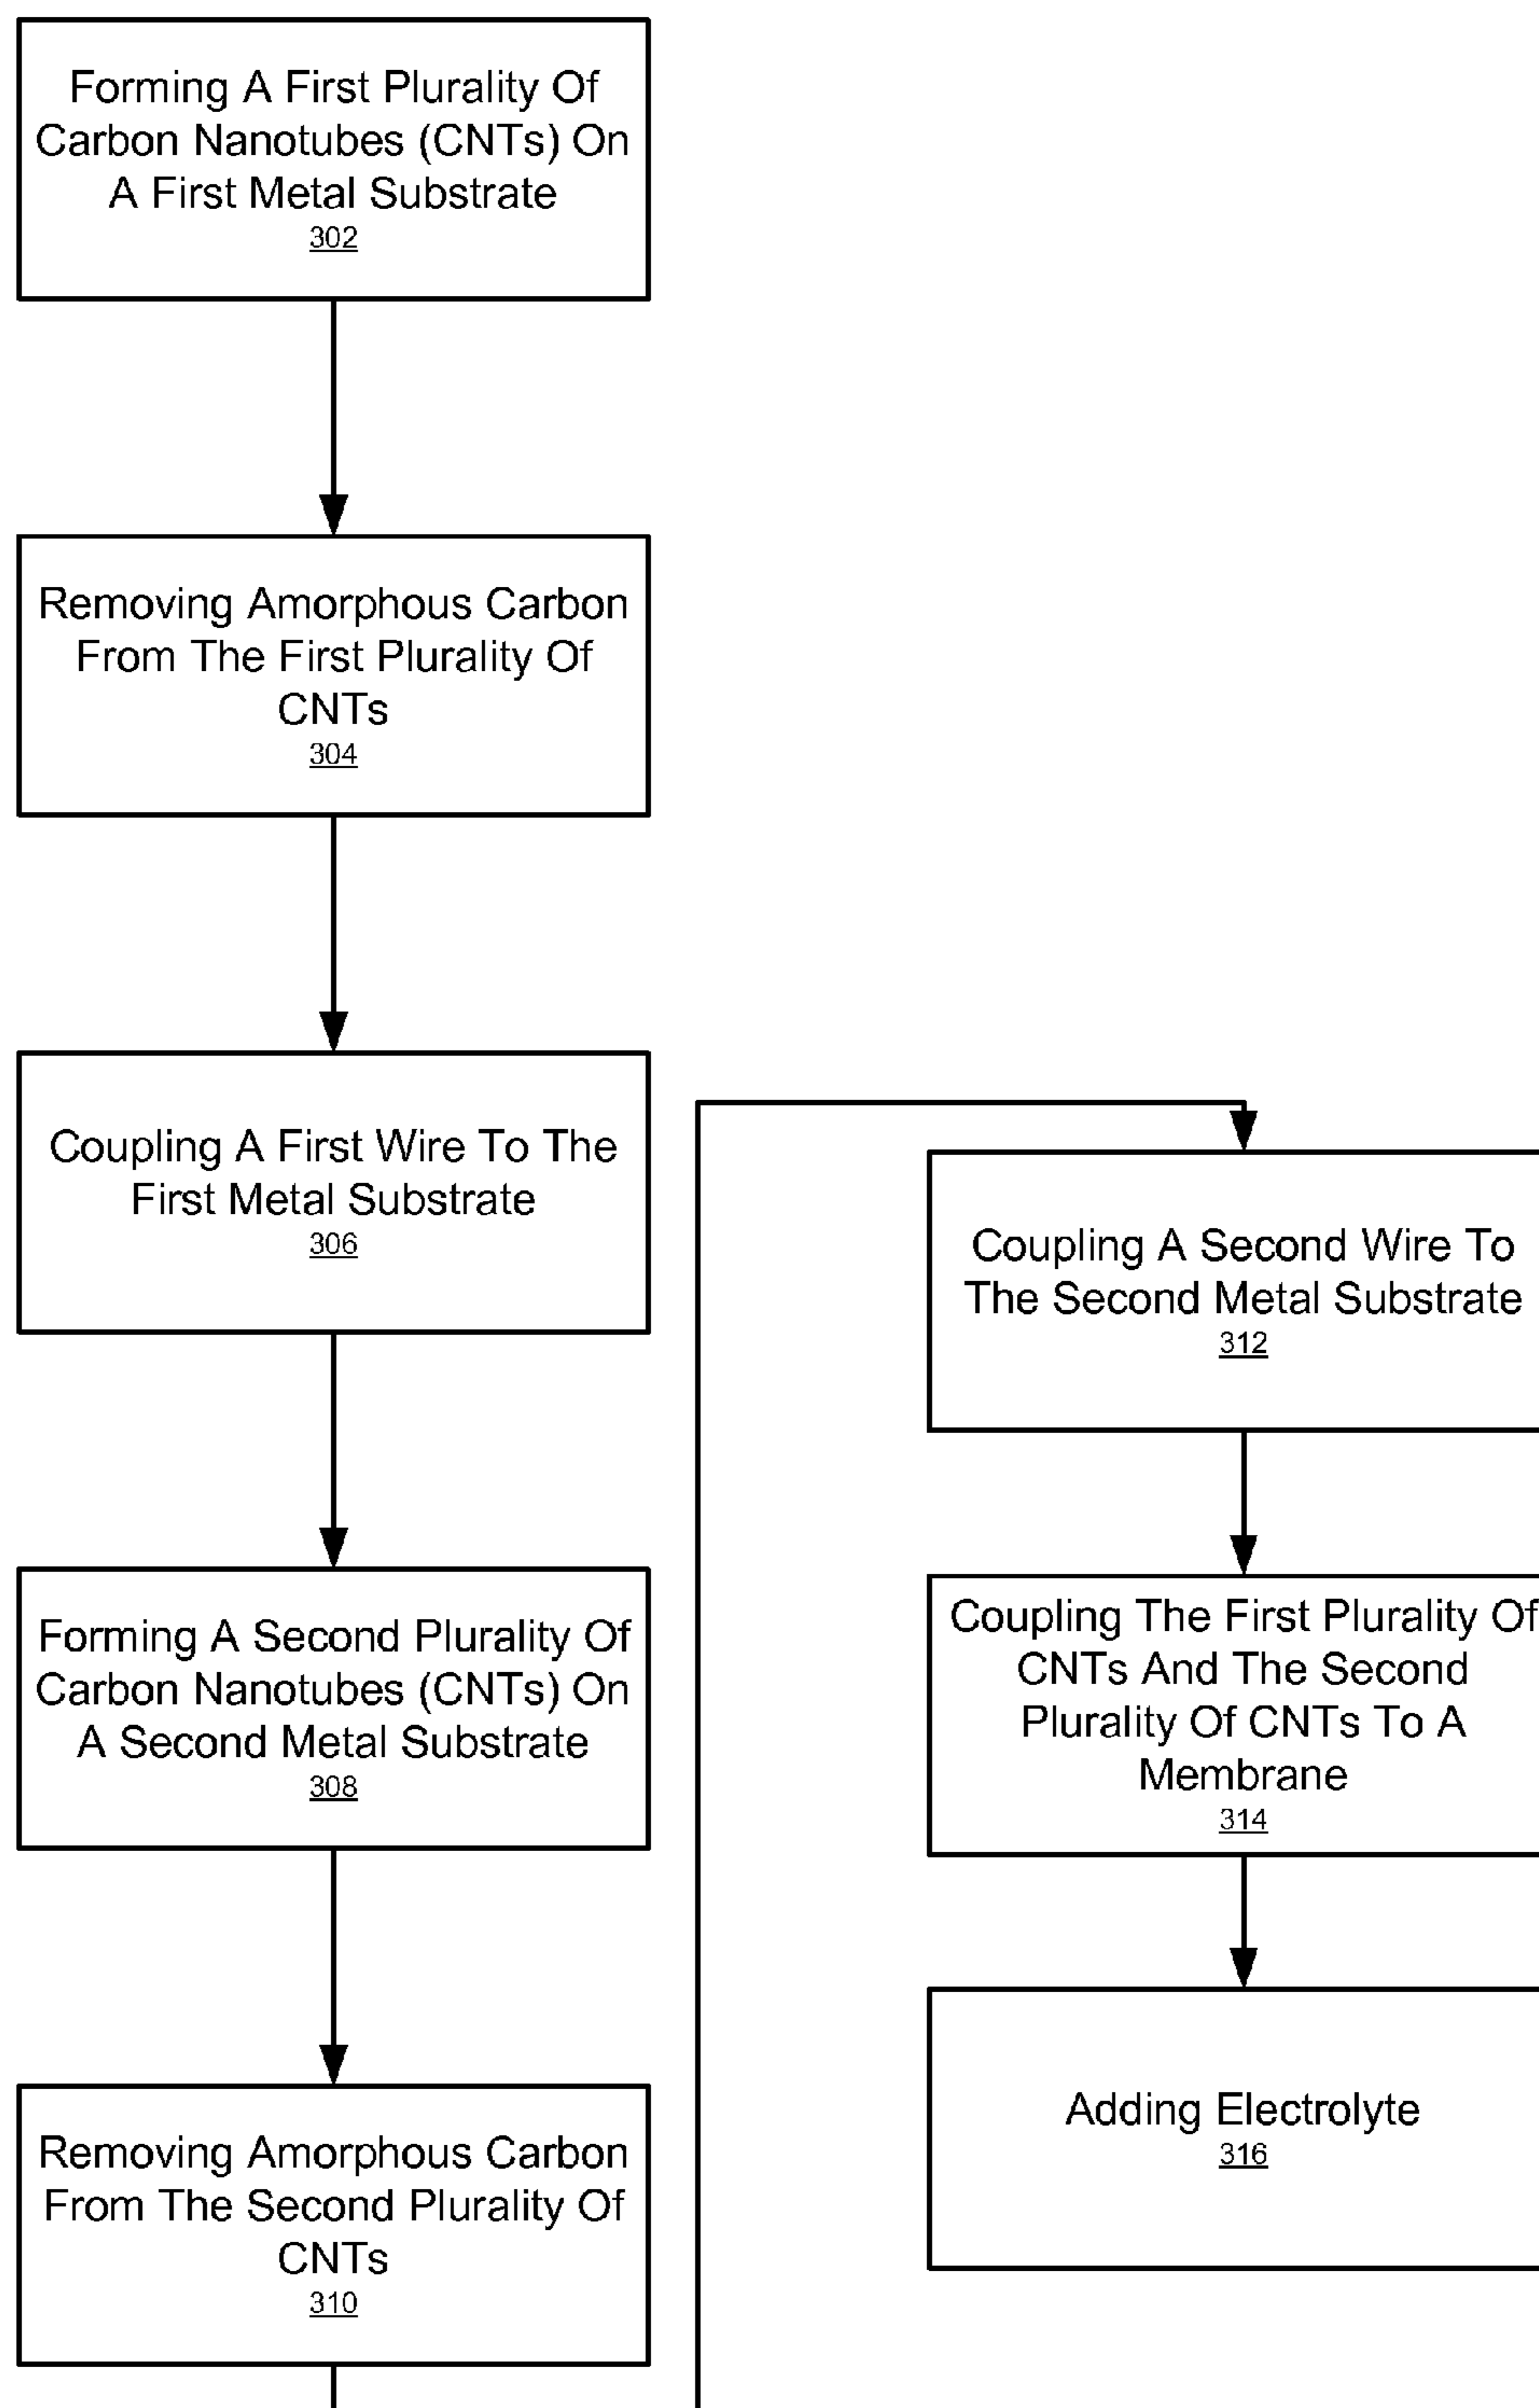 Forming A First Plurality Of
Carbon Nanotubes (CNTs) On
A First Metal Substrate
302
Removing Amorphous Carbon
From The First Plurality Of
CNTs
304
Coupling A First Wire To The
First Metal Substrate
306
Forming A Second Plurality Of
Carbon Nanotubes (CNTs) On
A Second Metal Substrate
308
Removing Amorphous Carbon
From The Second Plurality Of
CNTs
310
Coupling A Second Wire To
The Second Metal Substrate
312
Coupling The First Plurality Of
CNTs And The Second
Plurality Of CNTs To A
Membrane
314
Adding Electrolyte
316